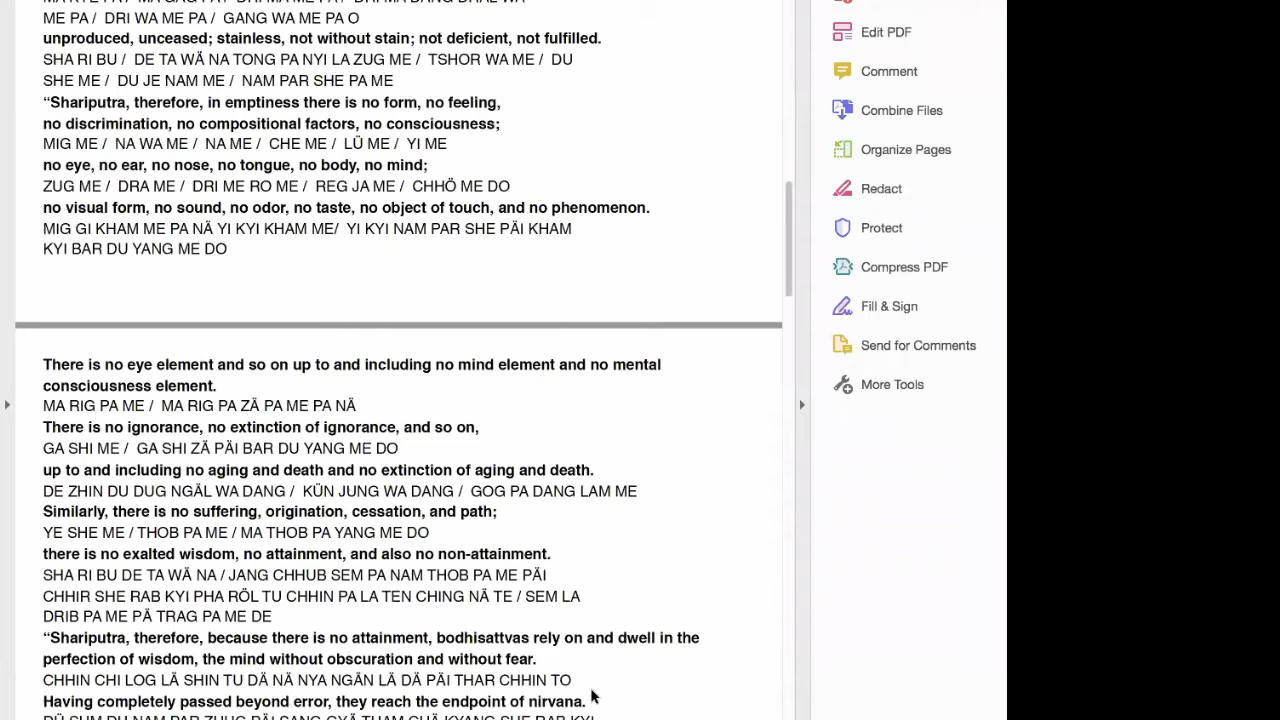 ME PA / DRI WA ME PA / GANG WA ME PA O
unproduced, unceased; stainless, not without stain; not deficient, not fulfilled.
SHA RI BU / DE TA WÄ NA TONG PA NYI LA ZUG ME / TSHOR WA ME / DU
SHE ME / DU JE NAM ME / NAM PAR SHE PA ME
“Shariputra, therefore, in emptiness there is no form, no feeling,
no discrimination, no compositional factors, no consciousness;
MIG ME / NA WA ME / NA ME / CHE ME / LÜ ME / YI ME
no eye, no ear, no nose, no tongue, no body, no mind;
ZUG ME / DRA ME / DRI ME RO ME / REG JA ME / CHHÖ ME DO
no visual form, no sound, no odor, no taste, no object of touch, and no phenomenon.
MIG GI KHAM ME PA NÄ YI KYI KHAM ME/ YI KYI NAM PAR SHE PÄI KHAM
KYI BAR DU YANG ME DO
There is no eye element and so on up to and including no mind element and no mental
consciousness element.
MA RIG PA ME / MA RIG PA ZÄ PA ME PA NÄ
There is no ignorance, no extinction of ignorance, and so on,
GA SHI ME / GA SHI ZÄ PÄI BAR DU YANG ME DO
up to and including no aging and death and no extinction of aging and death.
DE ZHIN DU DUG NGÄL WA DANG / KÜN JUNG WA DANG / GOG PA DANG LAM ME
Similarly, there is no suffering, origination, cessation, and path;
YE SHE ME / THOB PA ME / MA THOB PA YANG ME DO
there is no exalted wisdom, no attainment, and also no non-attainment.
SHA RI BU DE TA WÄ NA / JANG CHHUB SEM PA NAM THOB PA ME PÄI
CHHIR SHE RAB KYI PHA RÖL TU CHHIN PA LA TEN CHING NÄ TE / SEM LA
DRIB PA ME PÄ TRAG PA ME DE
“Shariputra, therefore, because there is no attainment, bodhisattvas rely on and dwell in the
perfection of wisdom, the mind without obscuration and without fear.
CHHIN CHI LOG LÄ SHIN TU DÄ NÄ NYA NGÄN LÄ DÄ PÄI THAR CHHIN TO
Having completely passed beyond error, they reach the endpoint of nirvana.
Edit PDF
Comment
Combine Files
Organize Pages
Redact
Protect
Compress PDF
Fill & Sign
Send for Comments
More Tools